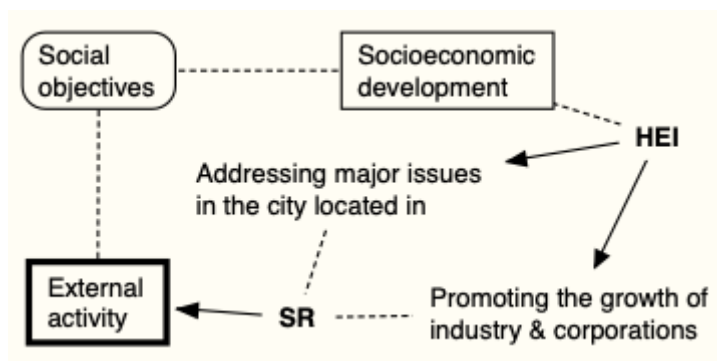 Social
objectives
Socioeconomic
development
HEI
Addressing major issues
in the city located in
External
activity
SR
Promoting the growth of
industry & corporations